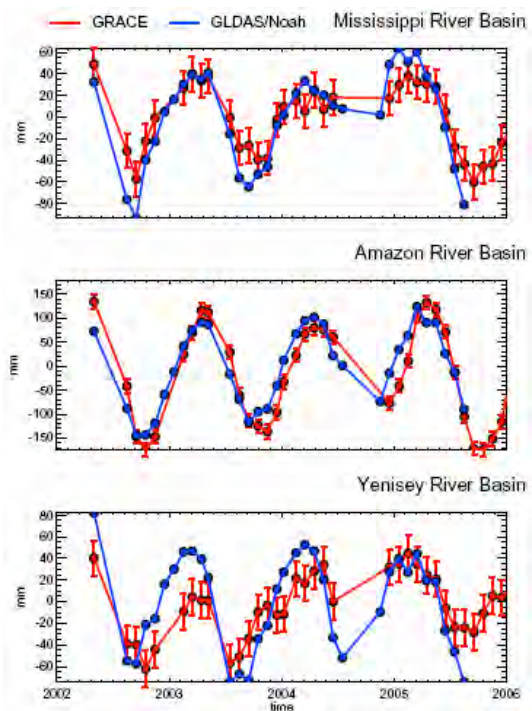 GRACE GLDAS/Noah Mississippi River Basin
60
40
20
0
-20
-40
-60
-80
mm
Amazon River Basin
150
100
50
0
-50
-100
-150
mm
Yenisey River Basin
80
60
40
20
0
-20
-40
-60
mm
2002 2003 2004 2005 2006
time